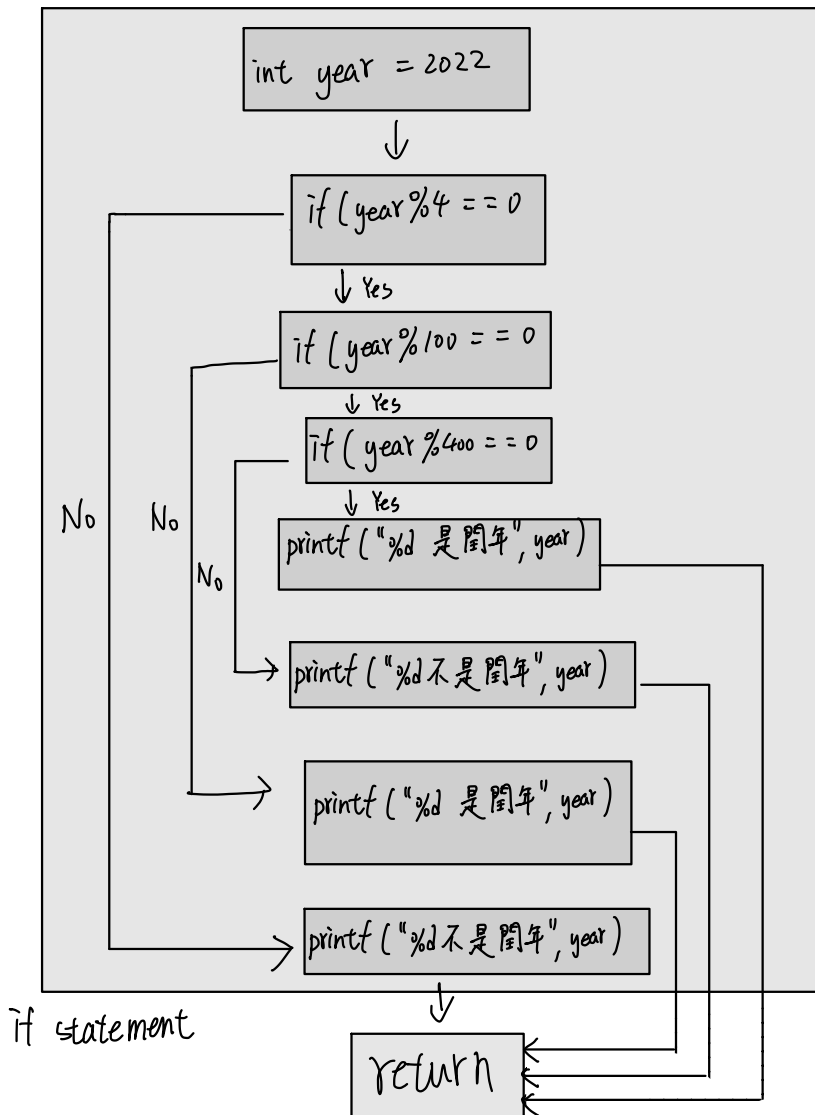 int year = 2022
if (year%4 == 0
Yes
if (year%100 == 0
Yes
if (year%400 == 0
Yes
No
No
No
printf("%d 是閏年", year)
printf("%d不是閏年", year)
printf("%d 是閏年", year)
printf("%d不是閏年", year)
if statement
return